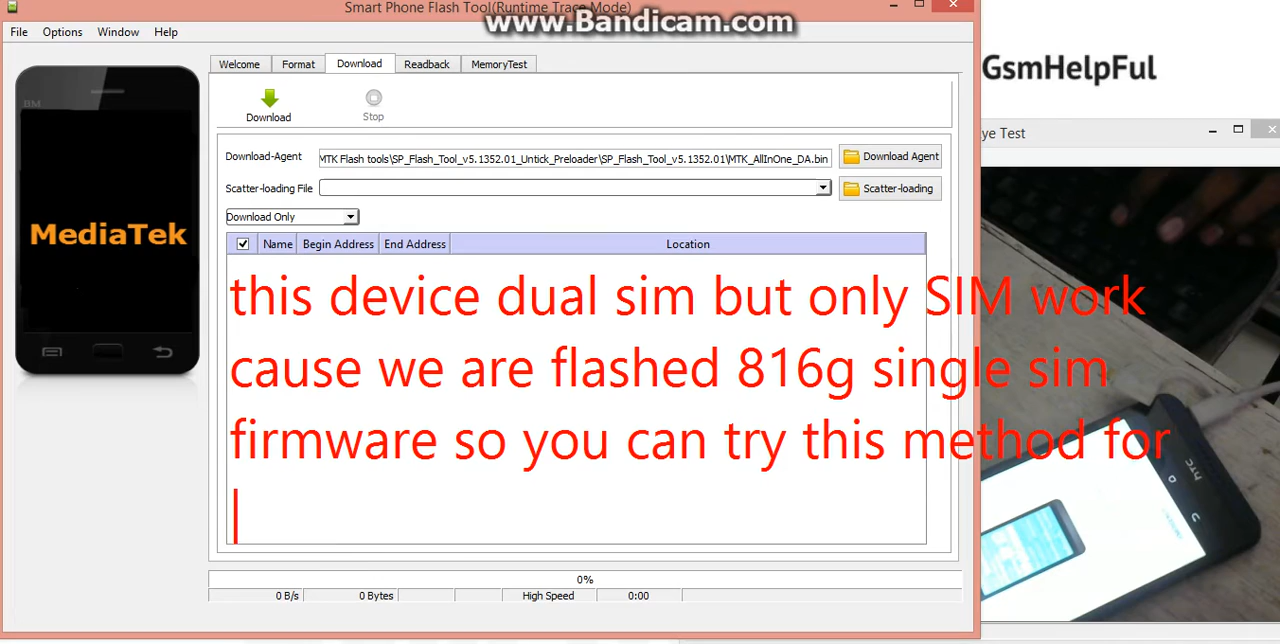 Smart Phone Flash Tool(Runtime Trace Mode)
www.Bandicam.com
File Options Window Help
GsmHelpFul
Welcome Format Download Readback MemoryTest
BM
Download Stop
ye Test
Download-Agent MTK Flash tools\SP_Flash_Tool_v5.1352.01_Untick_Preloader\SP_Flash_Tool_v5.1352.01\MTK_AllInOne_DA.bin Download Agent
Scatter-loading File Scatter-loading
Download Only
MediaTek
Name Begin Address End Address Location
this device dual sim but only SIM work
cause we are flashed 816g single sim
firmware so you can try this method for
hTC
0%
0 B/s 0 Bytes High Speed 0:00